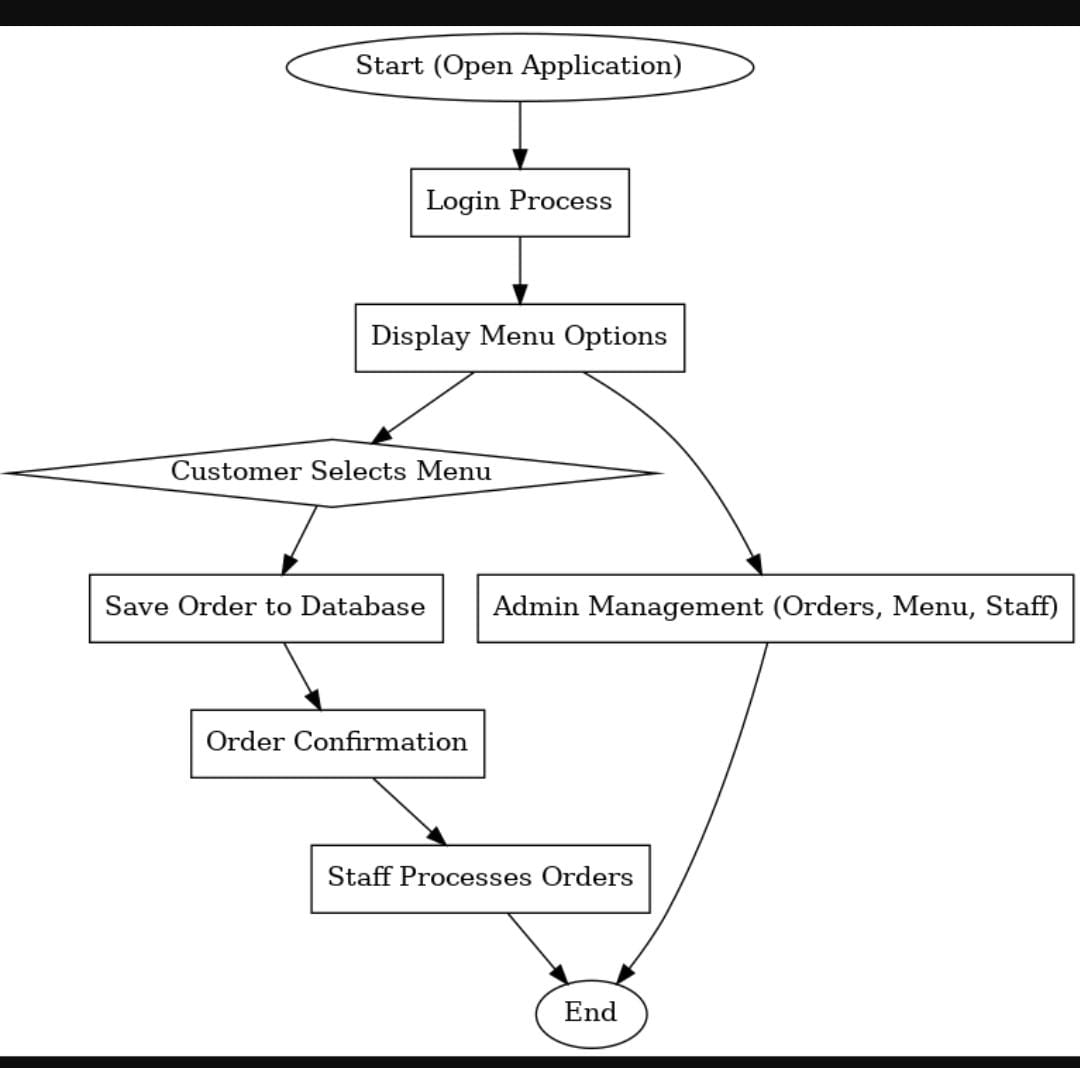 Start (Open Application)
Login Process
Display Menu Options
Customer Selects Menu
Save Order to Database
Admin Management (Orders, Menu, Staff)
Order Confirmation
Staff Processes Orders
End